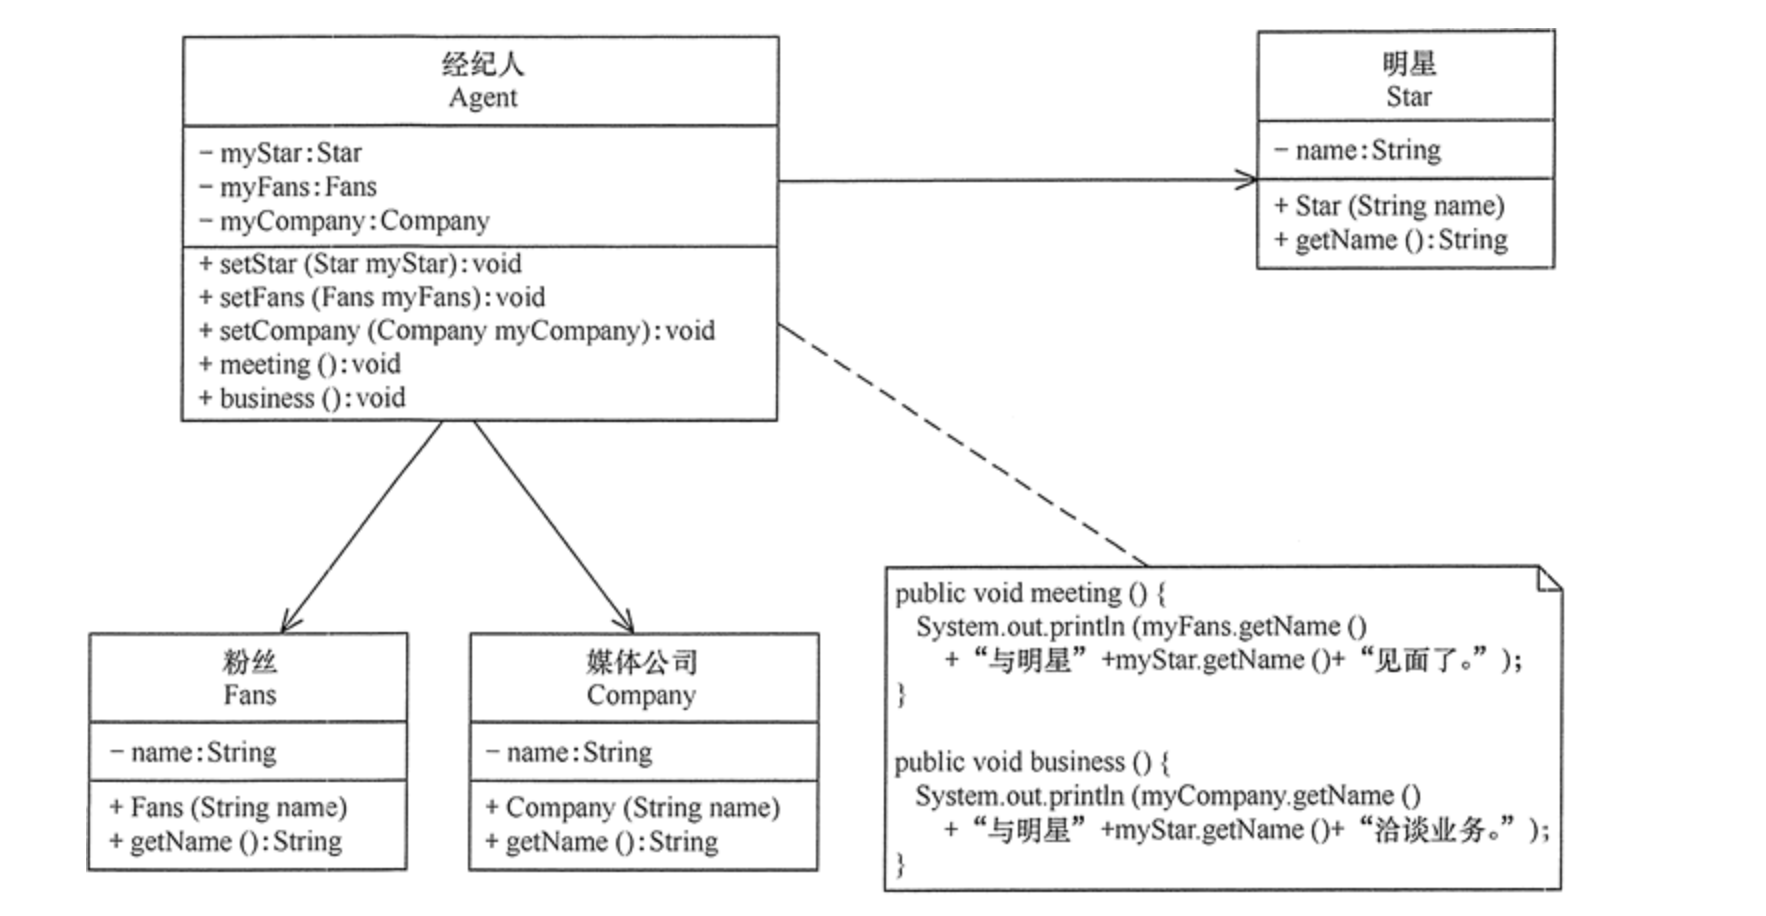 经纪人
Agent
- myStar:Star
- myFans:Fans
- myCompany:Company
+ setStar (Star myStar):void
+ setFans (Fans myFans):void
+ setCompany (Company myCompany):void
+ meeting ():void
+ business ():void
明星
Star
- name:String
+ Star (String name)
+ getName ():String
粉丝
Fans
- name:String
+ Fans (String name)
+ getName ():String
媒体公司
Company
- name:String
+ Company (String name)
+ getName ():String
public void meeting () {
System.out.println (myFans.getName ()
+ “与明星” +myStar.getName ()+ “见面了。” );
}
public void business () {
System.out.println (myCompany.getName ()
+ “与明星” +myStar.getName ()+ “洽谈业务。” );
}